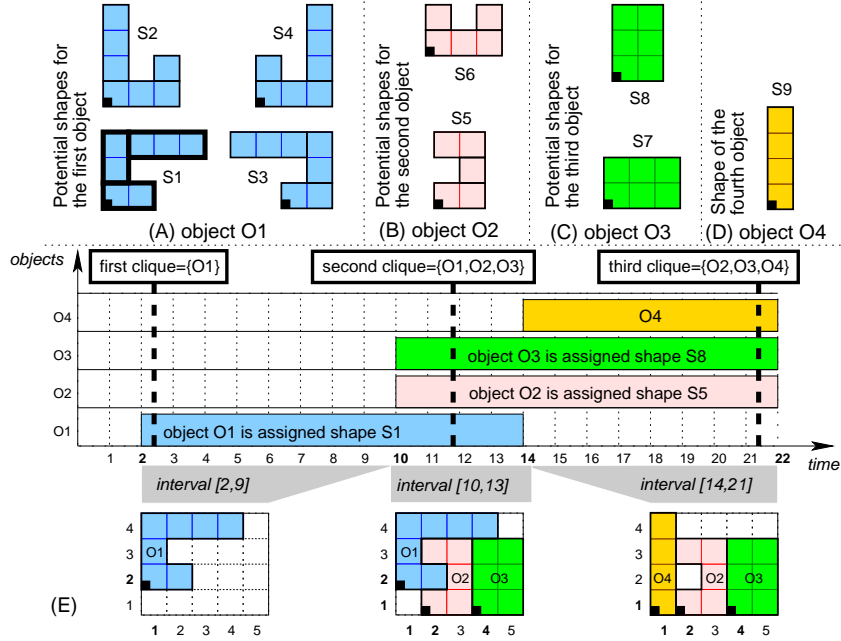 Potential shapes for
the first object
S2
S4
S1
S3
(A) object O1
Potential shapes for
the second object
S6
S5
(B) object O2
Potential shapes for
the third object
S8
S7
(C) object O3
Shape of the
fourth object
S9
(D) object O4
objects
first clique={O1}
second clique={O1,O2,O3}
third clique={O2,O3,O4}
O4
O4
O3
object O3 is assigned shape S8
O2
object O2 is assigned shape S5
O1
object O1 is assigned shape S1
1 2 3 4 5 6 7 8 9 10 11 12 13 14 15 16 17 18 19 20 21 22
time
interval [2,9]
interval [10,13]
interval [14,21]
(E)
4
3 O1
2
1
1 2 3 4 5
4
3 O1
2 O2 O3
1
1 2 3 4 5
4
3
2 O4 O2 O3
1
1 2 3 4 5